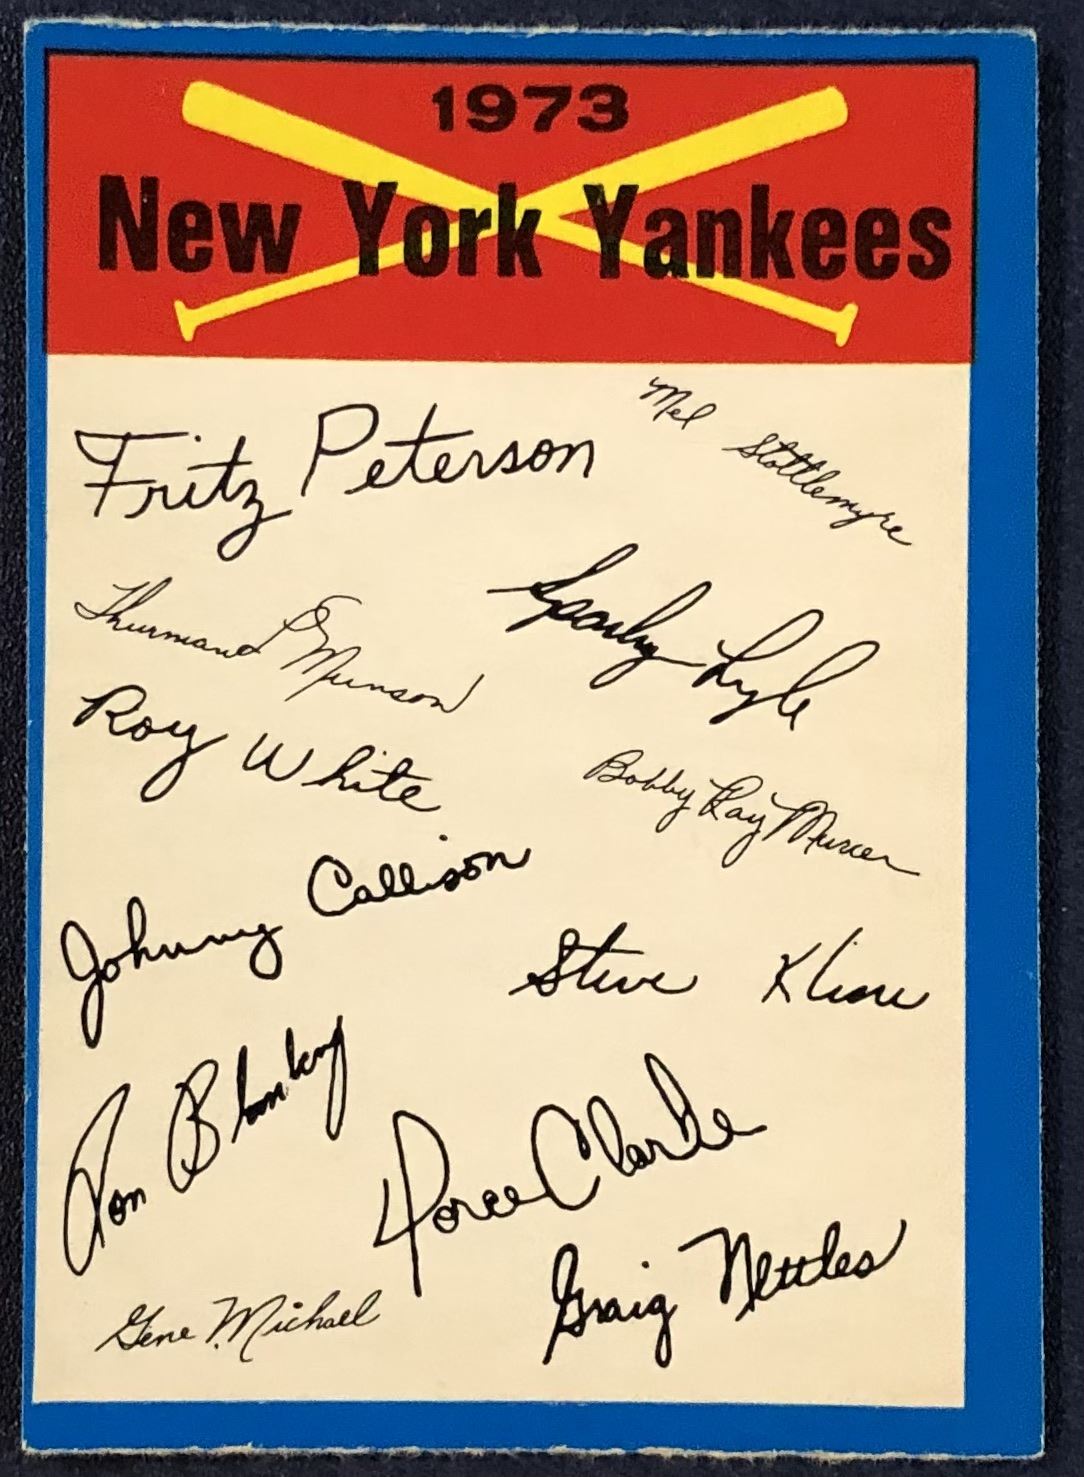 1973
New York Yankees
Fritz Peterson
Mel Stottlemyre
Thurman L Munson
Sparky Lyle
Roy White
Bobby Ray Murcer
Johnny Callison
Steve Kline
Ron Blomberg
Horace Clarke
Graig Nettles
Gene Michael